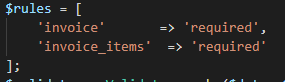 $rules = [
'invoice' => 'required',
'invoice_items' => 'required'
];